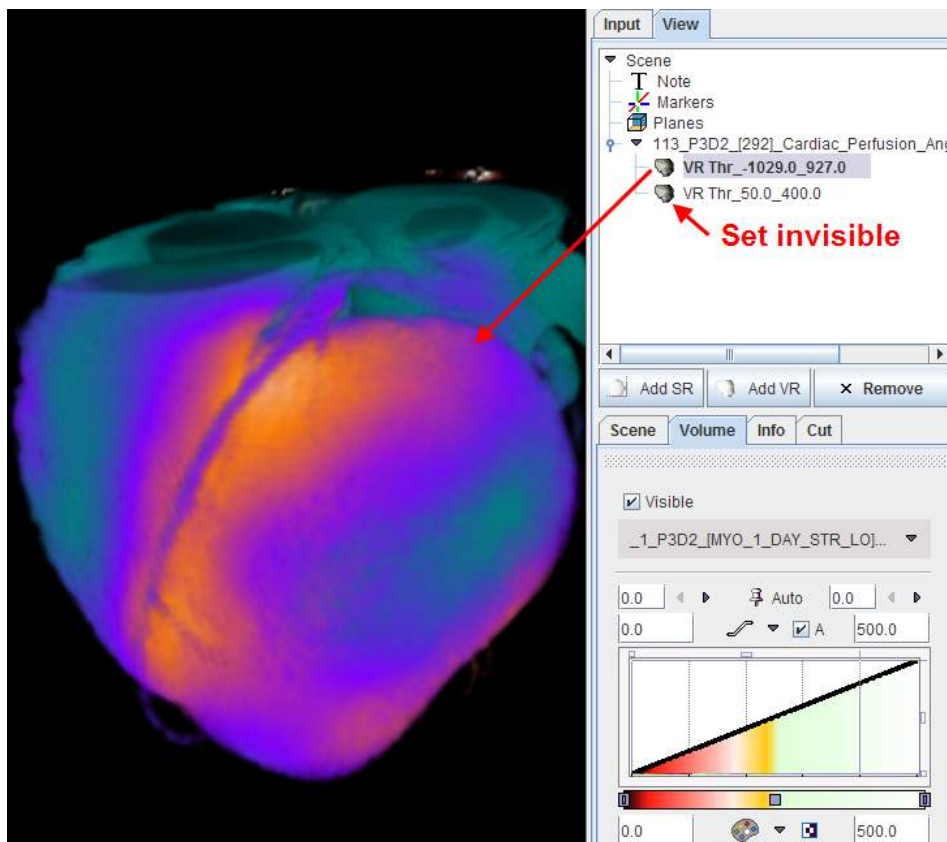 Input View
Scene
Note
Markers
Planes
113_P3D2_[292]_Cardiac_Perfusion_An
VR Thr_-1029.0_927.0
VR Thr_50.0_400.0
Set invisible
Add SR Add VR × Remove
Scene Volume Info Cut
Visible
_1_P3D2_[MYO_1_DAY_STR_LO]...
0.0 Auto 0.0
0.0 A 500.0
0.0 500.0